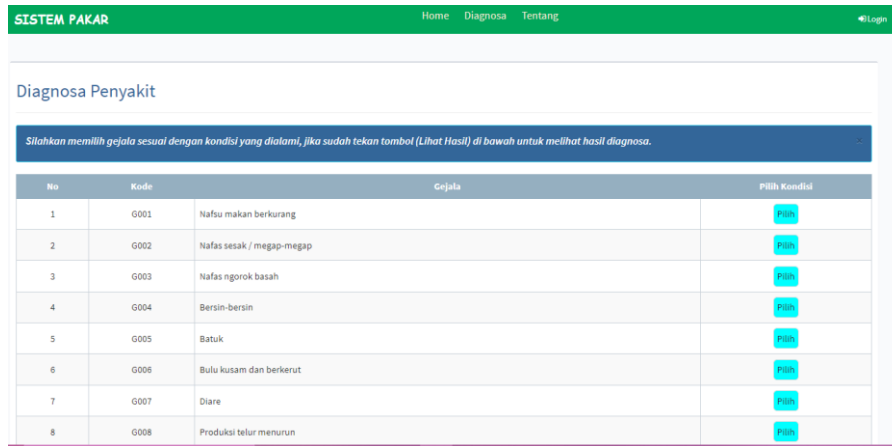 SISTEM PAKAR Home Diagnosa Tentang Login
Diagnosa Penyakit
Silahkan memilih gejala sesuai dengan kondisi yang dialami, jika sudah tekan tombol (Lihat Hasil) di bawah untuk melihat hasil diagnosa. x
No Kode Gejala Pilih Kondisi
1 G001 Nafsu makan berkurang Pilih
2 G002 Nafas sesak / megap-megap Pilih
3 G003 Nafas ngorok basah Pilih
4 G004 Bersin-bersin Pilih
5 G005 Batuk Pilih
6 G006 Bulu kusam dan berkerut Pilih
7 G007 Diare Pilih
8 G008 Produksi telur menurun Pilih